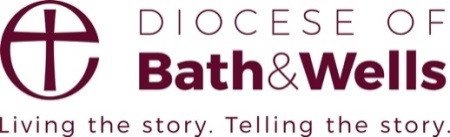 DIOCESE OF
Bath&Wells
Living the story. Telling the story.